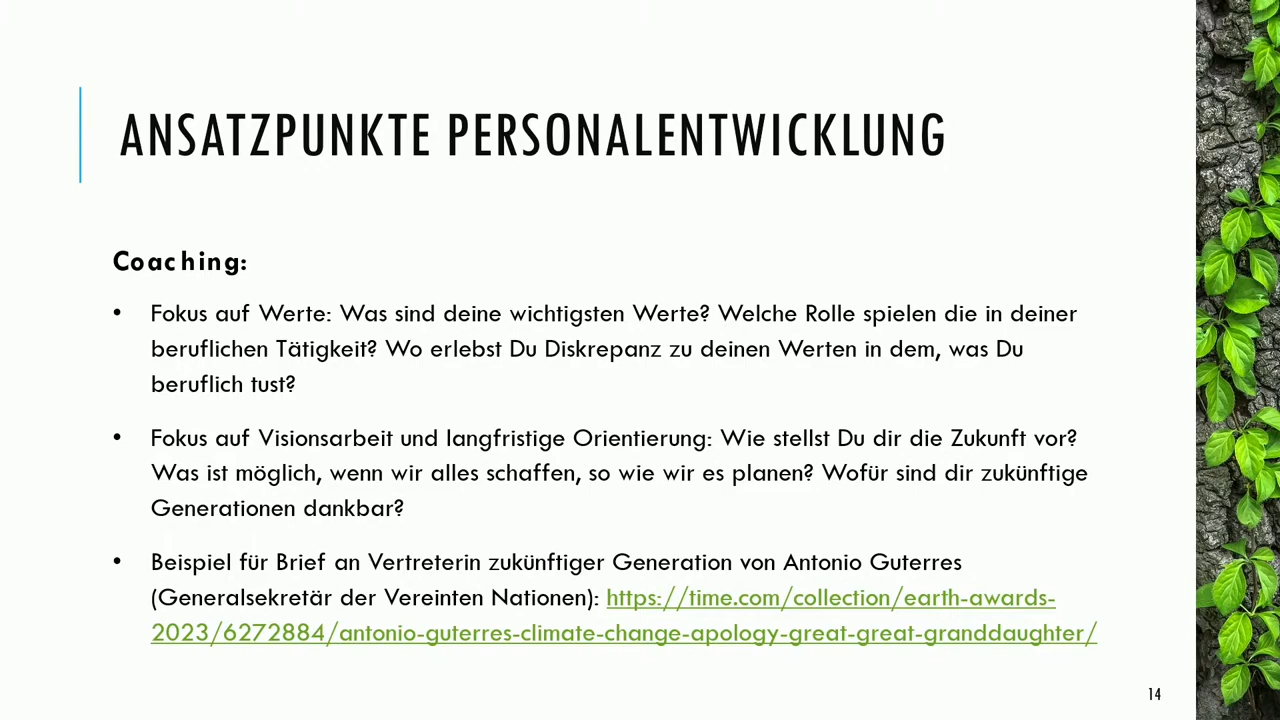 ANSATZPUNKTE PERSONALENTWICKLUNG
Coaching:
• Fokus auf Werte: Was sind deine wichtigsten Werte? Welche Rolle spielen die in deiner
beruflichen Tätigkeit? Wo erlebst Du Diskrepanz zu deinen Werten in dem, was Du
beruflich tust?
• Fokus auf Visionsarbeit und langfristige Orientierung: Wie stellst Du dir die Zukunft vor?
Was ist möglich, wenn wir alles schaffen, so wie wir es planen? Wofür sind dir zukünftige
Generationen dankbar?
• Beispiel für Brief an Vertreterin zukünftiger Generation von Antonio Guterres
(Generalsekretär der Vereinten Nationen): https://time.com/collection/earth-awards-
2023/6272884/antonio-guterres-climate-change-apology-great-great-granddaughter/
14